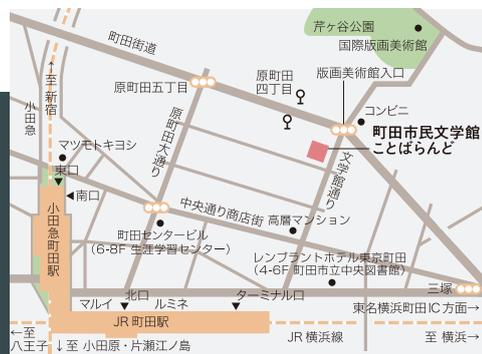 芹ヶ谷公園
国際版画美術館
町田街道
↑至 新宿
小田急
原町田五丁目
原町田
四丁目
版画美術館入口
コンビニ
町田市民文学館
ことばらんど
マツモトキヨシ
東口
南口
原町田大通り
文学館通り
中央通り商店街
高層マンション
小田急町田駅
町田センタービル
(6-8F 生涯学習センター)
レンブラントホテル東京町田
(4-6F 町田市立中央図書館)
三塚
マルイ
北口
ルミネ
ターミナル口
東名横浜町田IC方面→
JR町田駅
JR横浜線
←至
八王子
↓至 小田原・片瀬江ノ島
至 横浜→